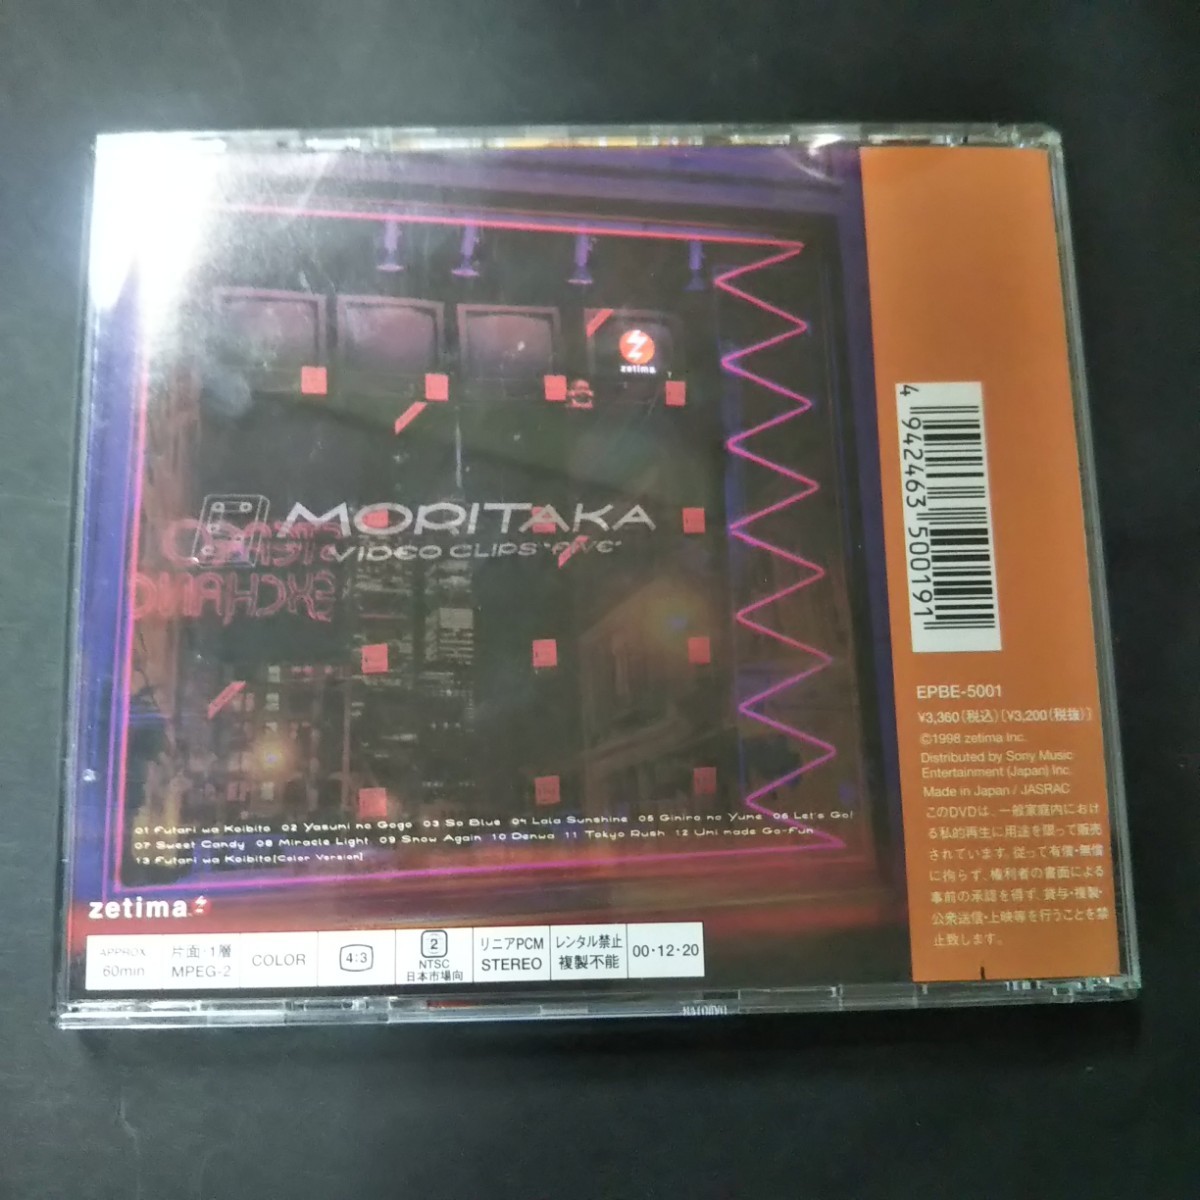 zetima
MORITAKA
VIDEO CLIPS "FIVE"
01 Futari wa Koibito 02 Yasumi no Gogo 03 So Blue 04 Lala Sunshine 05 Giniro no Yume 06 Let's Go!
07 Sweet Candy 08 Miracle Light 09 Snow Again 10 Denwa 11 Tokyo Rush 12 Umi made Go-Fun
13 Futari wa Koibito[Color Version]
zetima
APPROX
60min
片面・1層
MPEG-2
COLOR
4:3
2
NTSC
日本市場向
リニアPCM
STEREO
レンタル禁止
複製不能
00・12・20
4 942463 500191
EPBE-5001
¥3,360(税込)[¥3,200(税抜)]
©1998 zetima Inc.
Distributed by Sony Music
Entertainment (Japan) Inc.
Made in Japan / JASRAC
このDVDは、一般家庭内におけ
る私的再生に用途を限って販売
されています。従って有償・無償
に拘らず、権利者の書面による
事前の承認を得ず、貸与・複製・
公衆送信・上映等を行うことを禁
止致します。